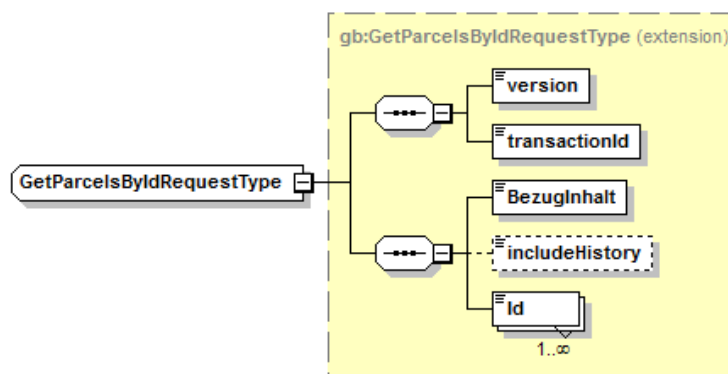 gb:GetParcelsByIdRequestType (extension)
version
transactionId
GetParcelsByIdRequestType
BezugInhalt
includeHistory
Id
1..∞